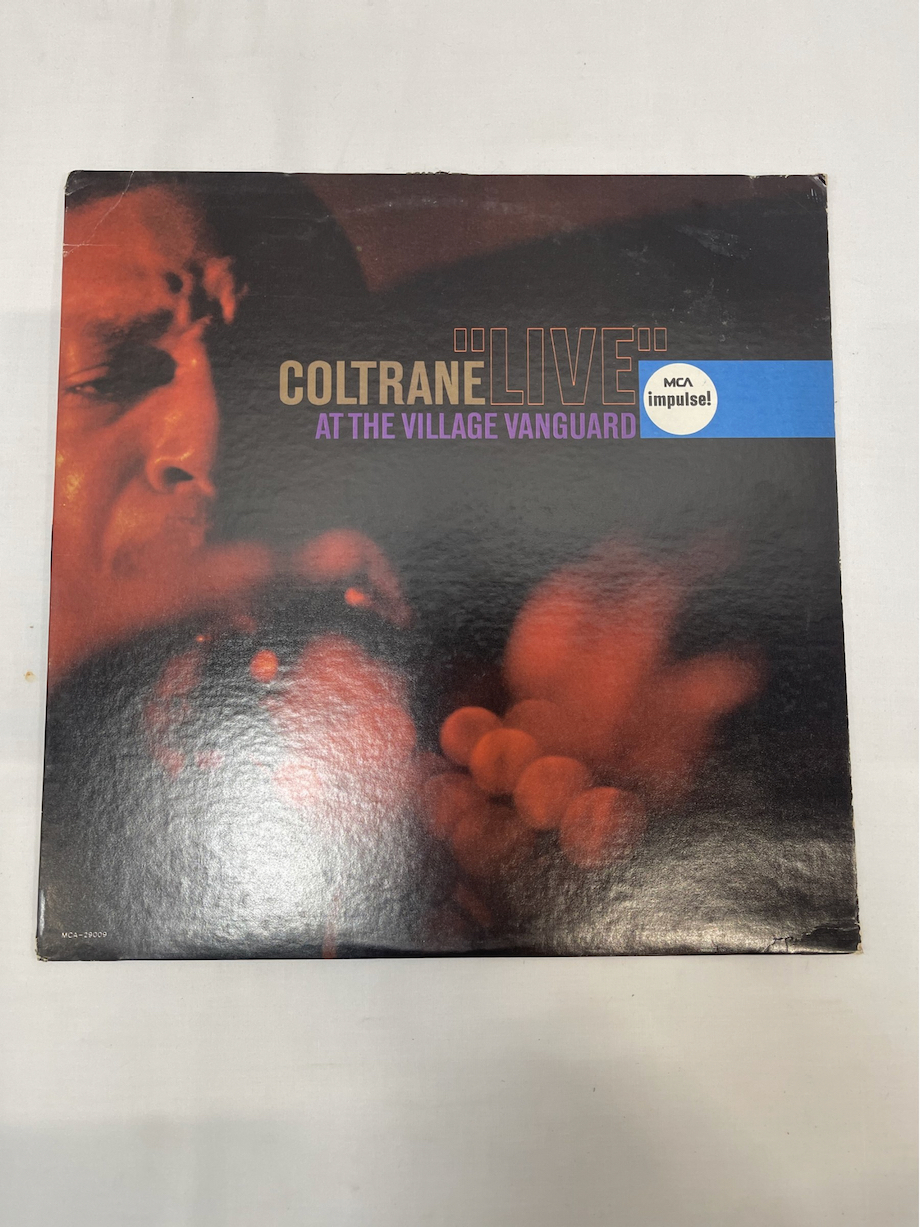 COLTRANE "LIVE"
AT THE VILLAGE VANGUARD
MCA
impulse!
MCA-29009